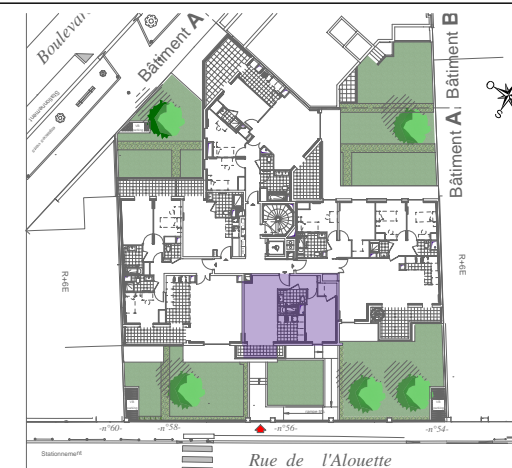 Boulevard
Bâtiment A
Bâtiment A
Bâtiment B
S
R+6E
R+6E
-n°60-
-n°58-
-n°56-
-n°54-
Stationnement
Rue de l'Alouette